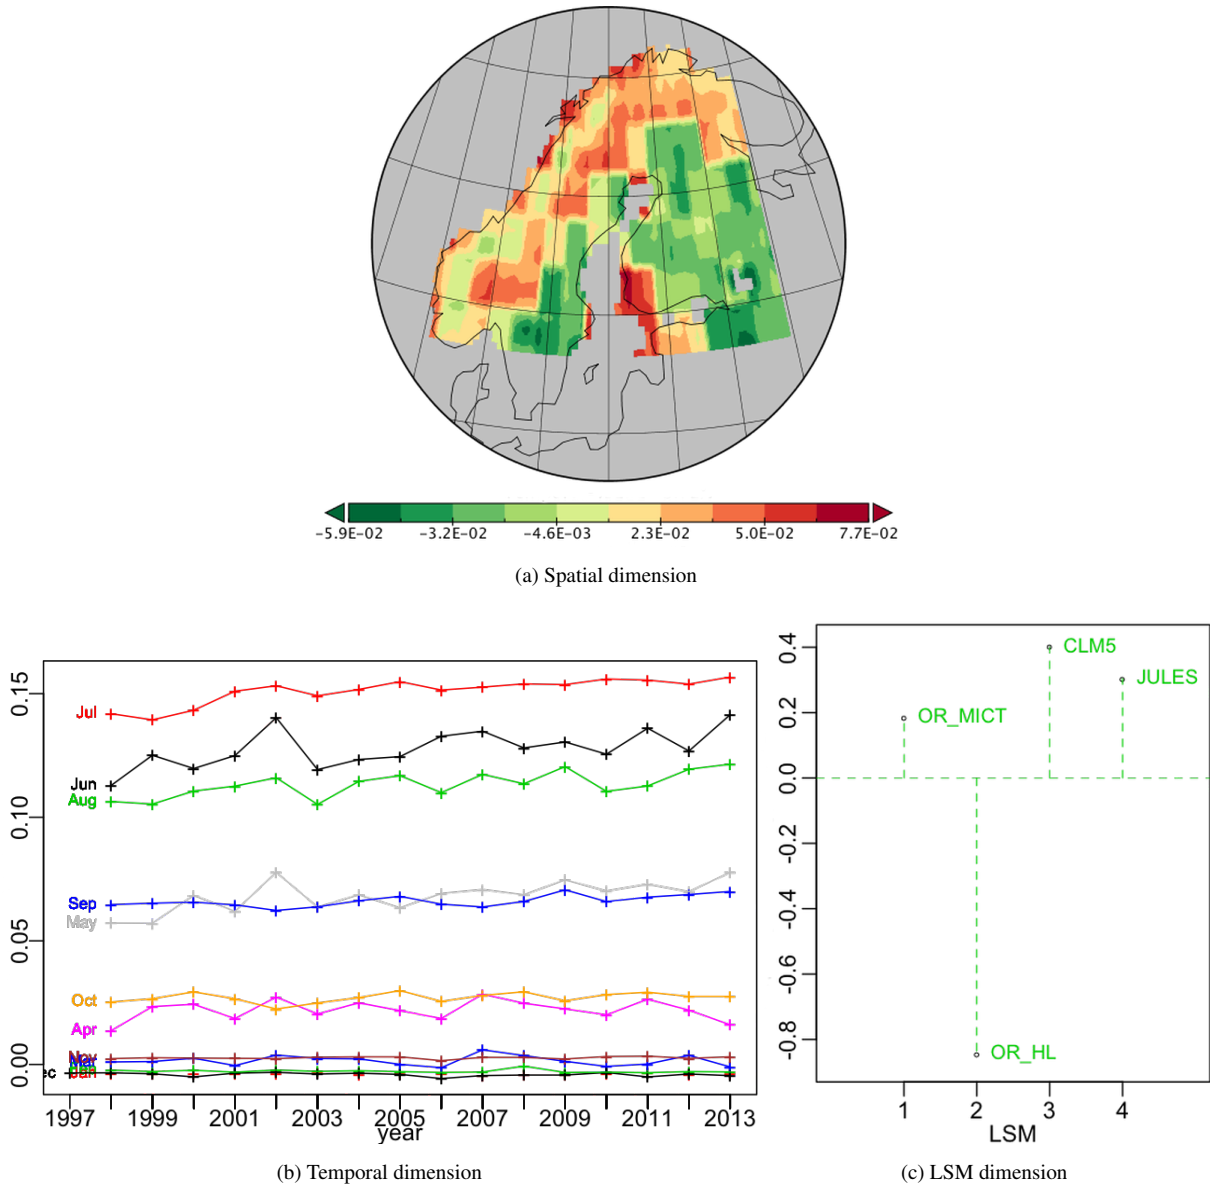 -5.9E-02 -3.2E-02 -4.6E-03 2.3E-02 5.0E-02 7.7E-02
(a) Spatial dimension
0.15
0.10
0.05
0.00
Jul
Jun
Aug
Sep
May
Oct
Apr
Nov
Mar
Jan
1997 1999 2001 2003 2005 2007 2009 2011 2013
year
(b) Temporal dimension
0.4
0.2
0.0
-0.2
-0.4
-0.6
-0.8
CLM5
JULES
OR_MICT
OR_HL
1 2 3 4
LSM
(c) LSM dimension